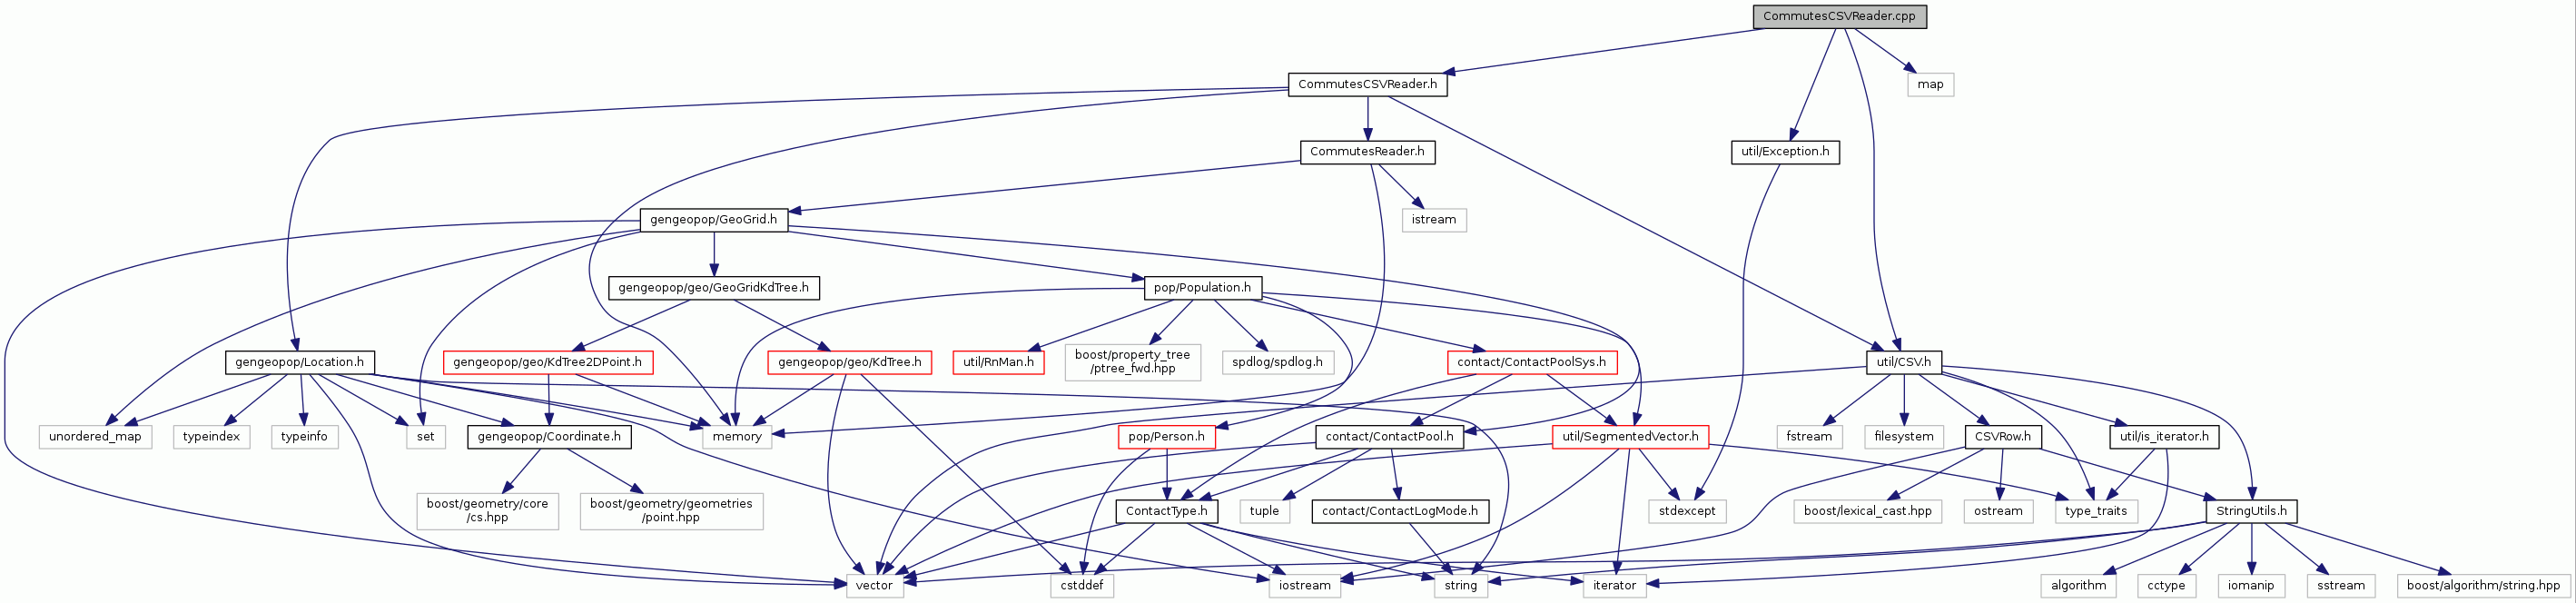 CommutesCSVReader.cpp
CommutesCSVReader.h
map
CommutesReader.h
util/Exception.h
gengeopop/GeoGrid.h
istream
gengeopop/geo/GeoGridKdTree.h
pop/Population.h
gengeopop/Location.h
gengeopop/geo/KdTree2DPoint.h
gengeopop/geo/KdTree.h
util/RnMan.h
boost/property_tree
/ptree_fwd.hpp
spdlog/spdlog.h
contact/ContactPoolSys.h
util/CSV.h
unordered_map
typeindex
typeinfo
set
gengeopop/Coordinate.h
memory
pop/Person.h
contact/ContactPool.h
util/SegmentedVector.h
fstream
filesystem
CSVRow.h
util/is_iterator.h
boost/geometry/core
/cs.hpp
boost/geometry/geometries
/point.hpp
ContactType.h
tuple
contact/ContactLogMode.h
stdexcept
boost/lexical_cast.hpp
ostream
type_traits
StringUtils.h
vector
cstddef
iostream
string
iterator
algorithm
cctype
iomanip
sstream
boost/algorithm/string.hpp